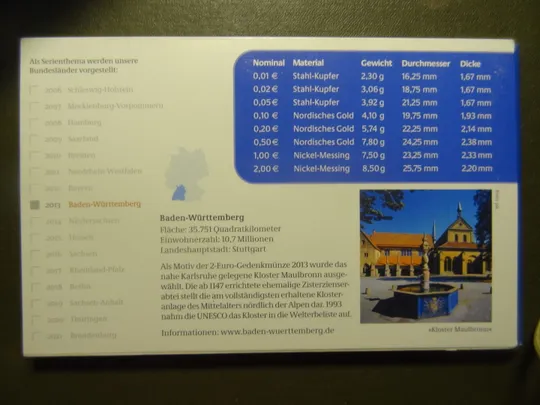 Als Serienthema werden unsere
Bundesländer vorgestellt:
2006 Schleswig-Holstein
2007 Mecklenburg-Vorpommern
2008 Hamburg
2009 Saarland
2010 Bremen
2011 Nordrhein-Westfalen
2012 Bayern
2013 Baden-Württemberg
2014 Niedersachsen
2015 Hessen
2016 Sachsen
2017 Rheinland-Pfalz
2018 Berlin
2019 Sachsen-Anhalt
2020 Thüringen
2021 Brandenburg
Nominal Material Gewicht Durchmesser Dicke
0,01 € Stahl-Kupfer 2,30 g 16,25 mm 1,67 mm
0,02 € Stahl-Kupfer 3,06 g 18,75 mm 1,67 mm
0,05 € Stahl-Kupfer 3,92 g 21,25 mm 1,67 mm
0,10 € Nordisches Gold 4,10 g 19,75 mm 1,93 mm
0,20 € Nordisches Gold 5,74 g 22,25 mm 2,14 mm
0,50 € Nordisches Gold 7,80 g 24,25 mm 2,38 mm
1,00 € Nickel-Messing 7,50 g 23,25 mm 2,33 mm
2,00 € Nickel-Messing 8,50 g 25,75 mm 2,20 mm
Baden-Württemberg
Fläche: 35.751 Quadratkilometer
Einwohnerzahl: 10,7 Millionen
Landeshauptstadt: Stuttgart
Als Motiv der 2-Euro-Gedenkmünze 2013 wurde das
nahe Karlsruhe gelegene Kloster Maulbronn ausge-
wählt. Die ab 1147 errichtete ehemalige Zisterzienser-
abtei stellt die am vollständigsten erhaltene Kloster-
anlage des Mittelalters nördlich der Alpen dar. 1993
nahm die UNESCO das Kloster in die Welterbeliste auf.
Informationen: www.baden-wuerttemberg.de
»Kloster Maulbronn«